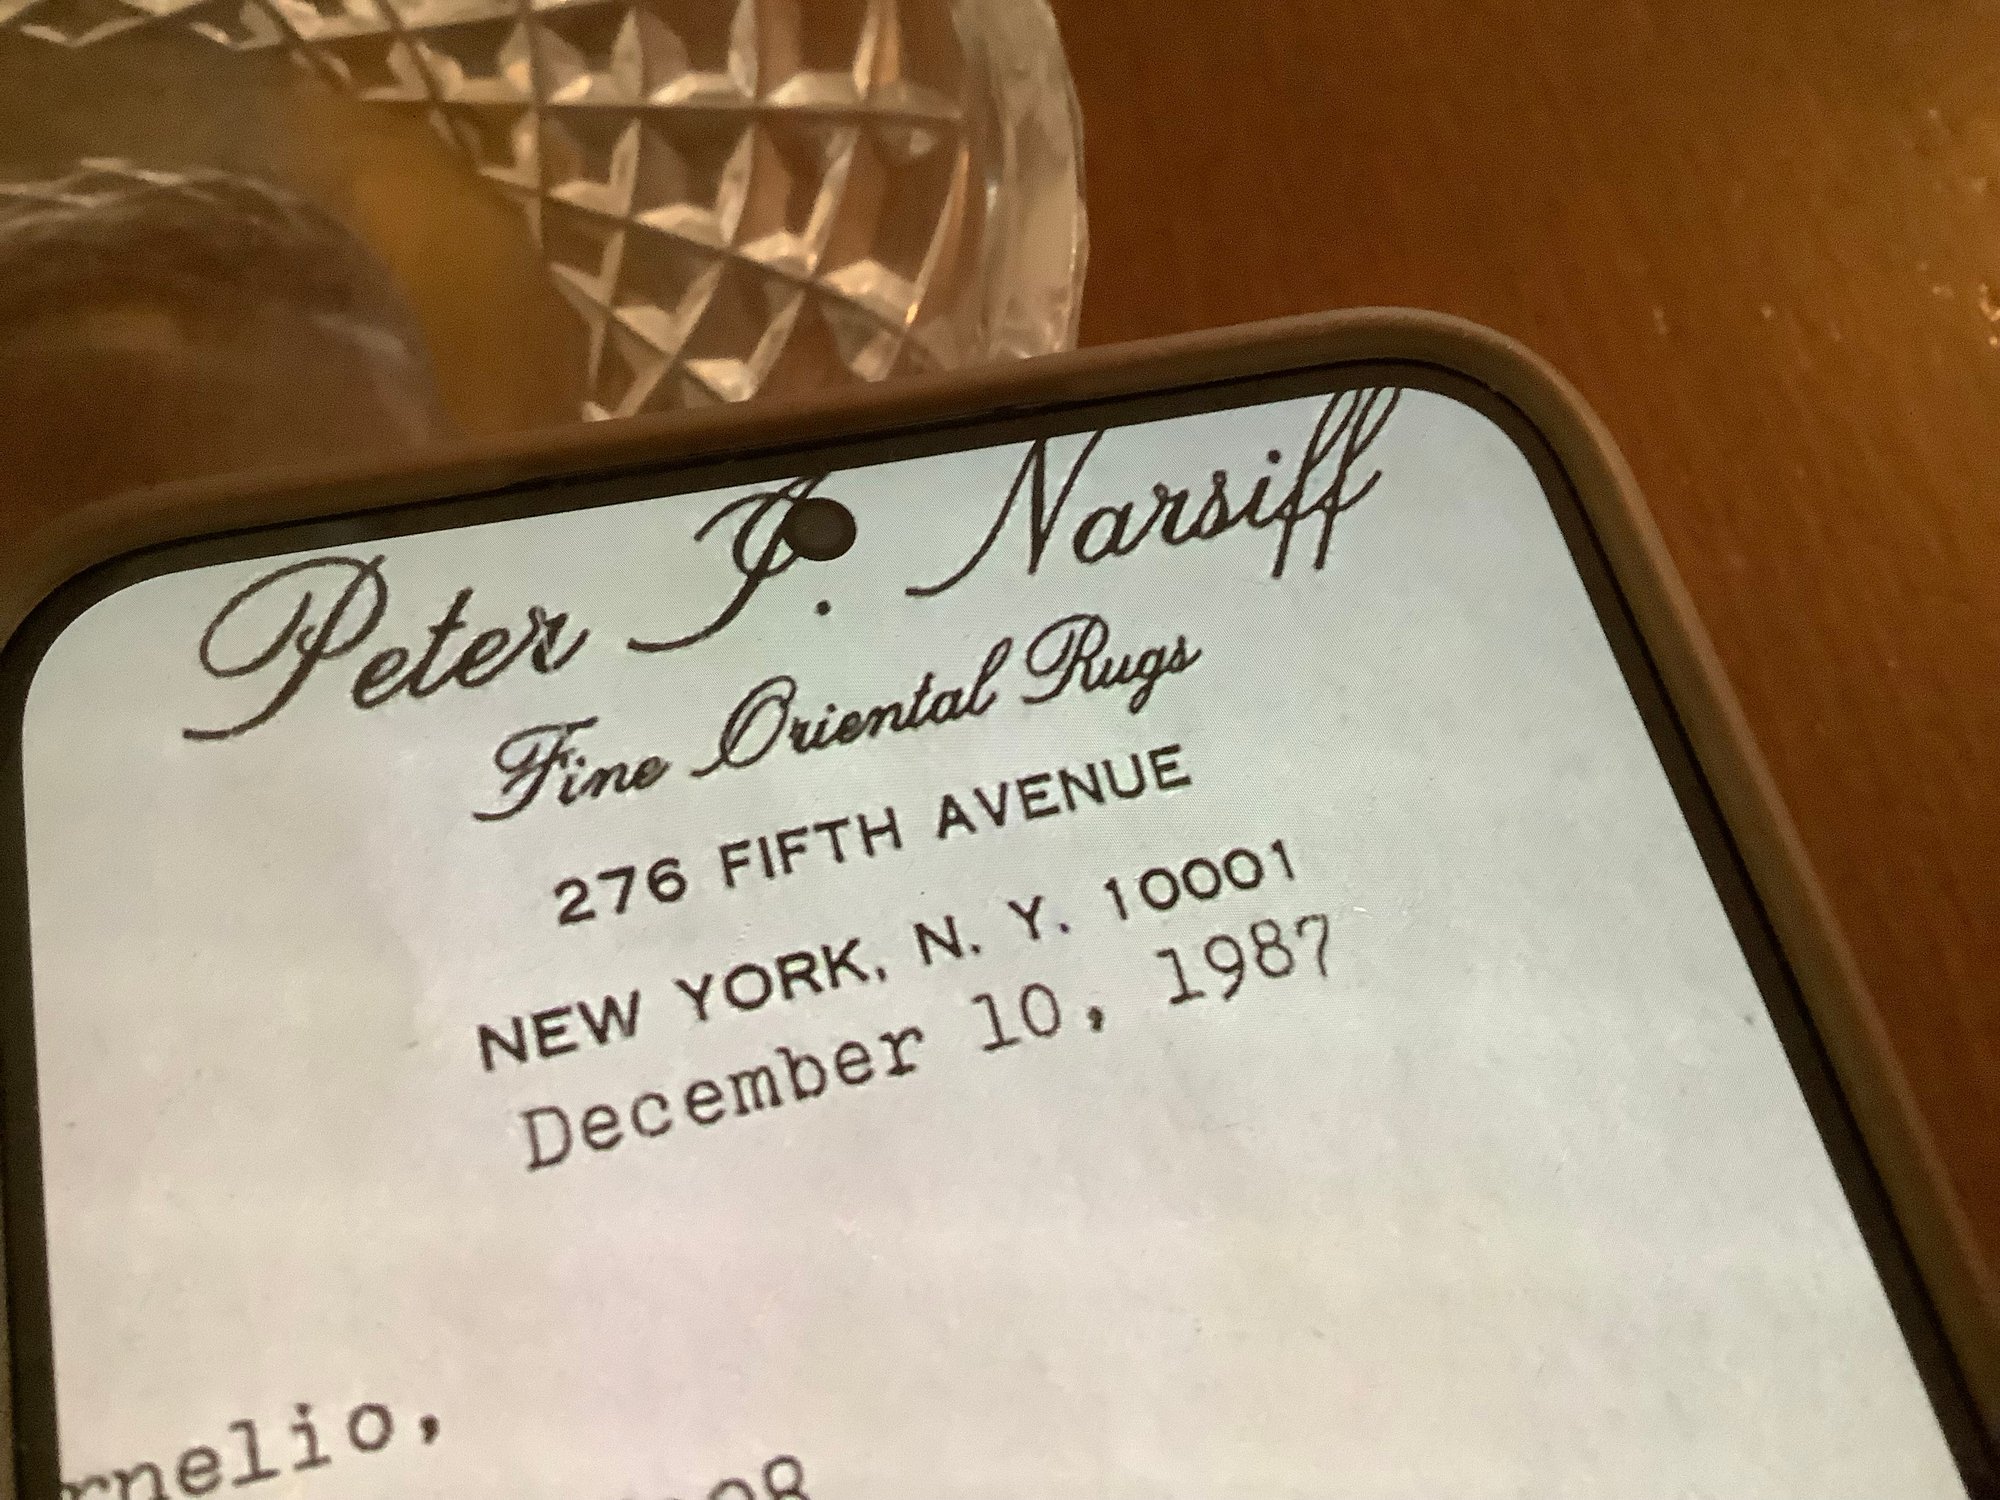 Peter I. Narsiff
Fine Oriental Rugs
276 FIFTH AVENUE
NEW YORK, N. Y. 10001
December 10, 1987
rnelio,